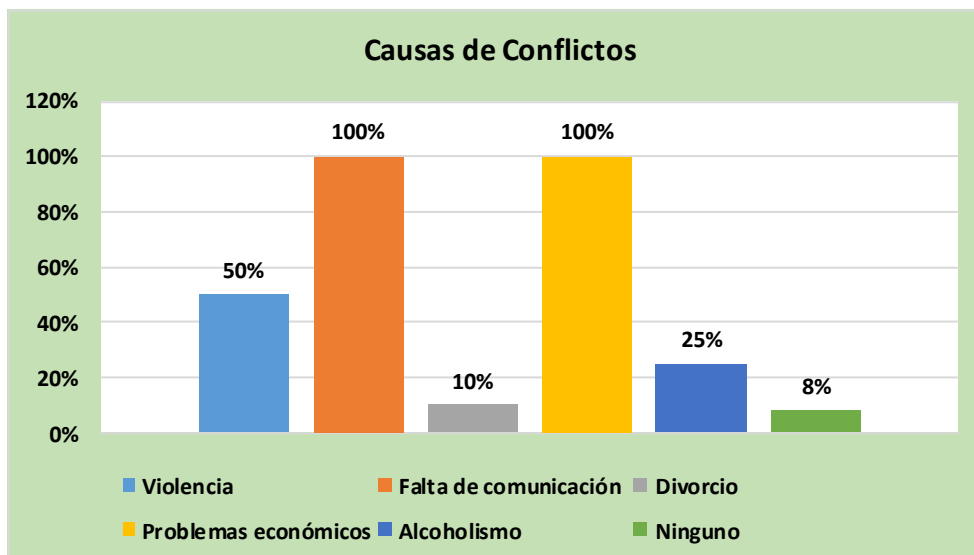 Causas de Conflictos
120%
100%
80%
60%
40%
20%
0%
50%
100%
10%
100%
25%
8%
Violencia
Falta de comunicación
Divorcio
Problemas económicos
Alcoholismo
Ninguno